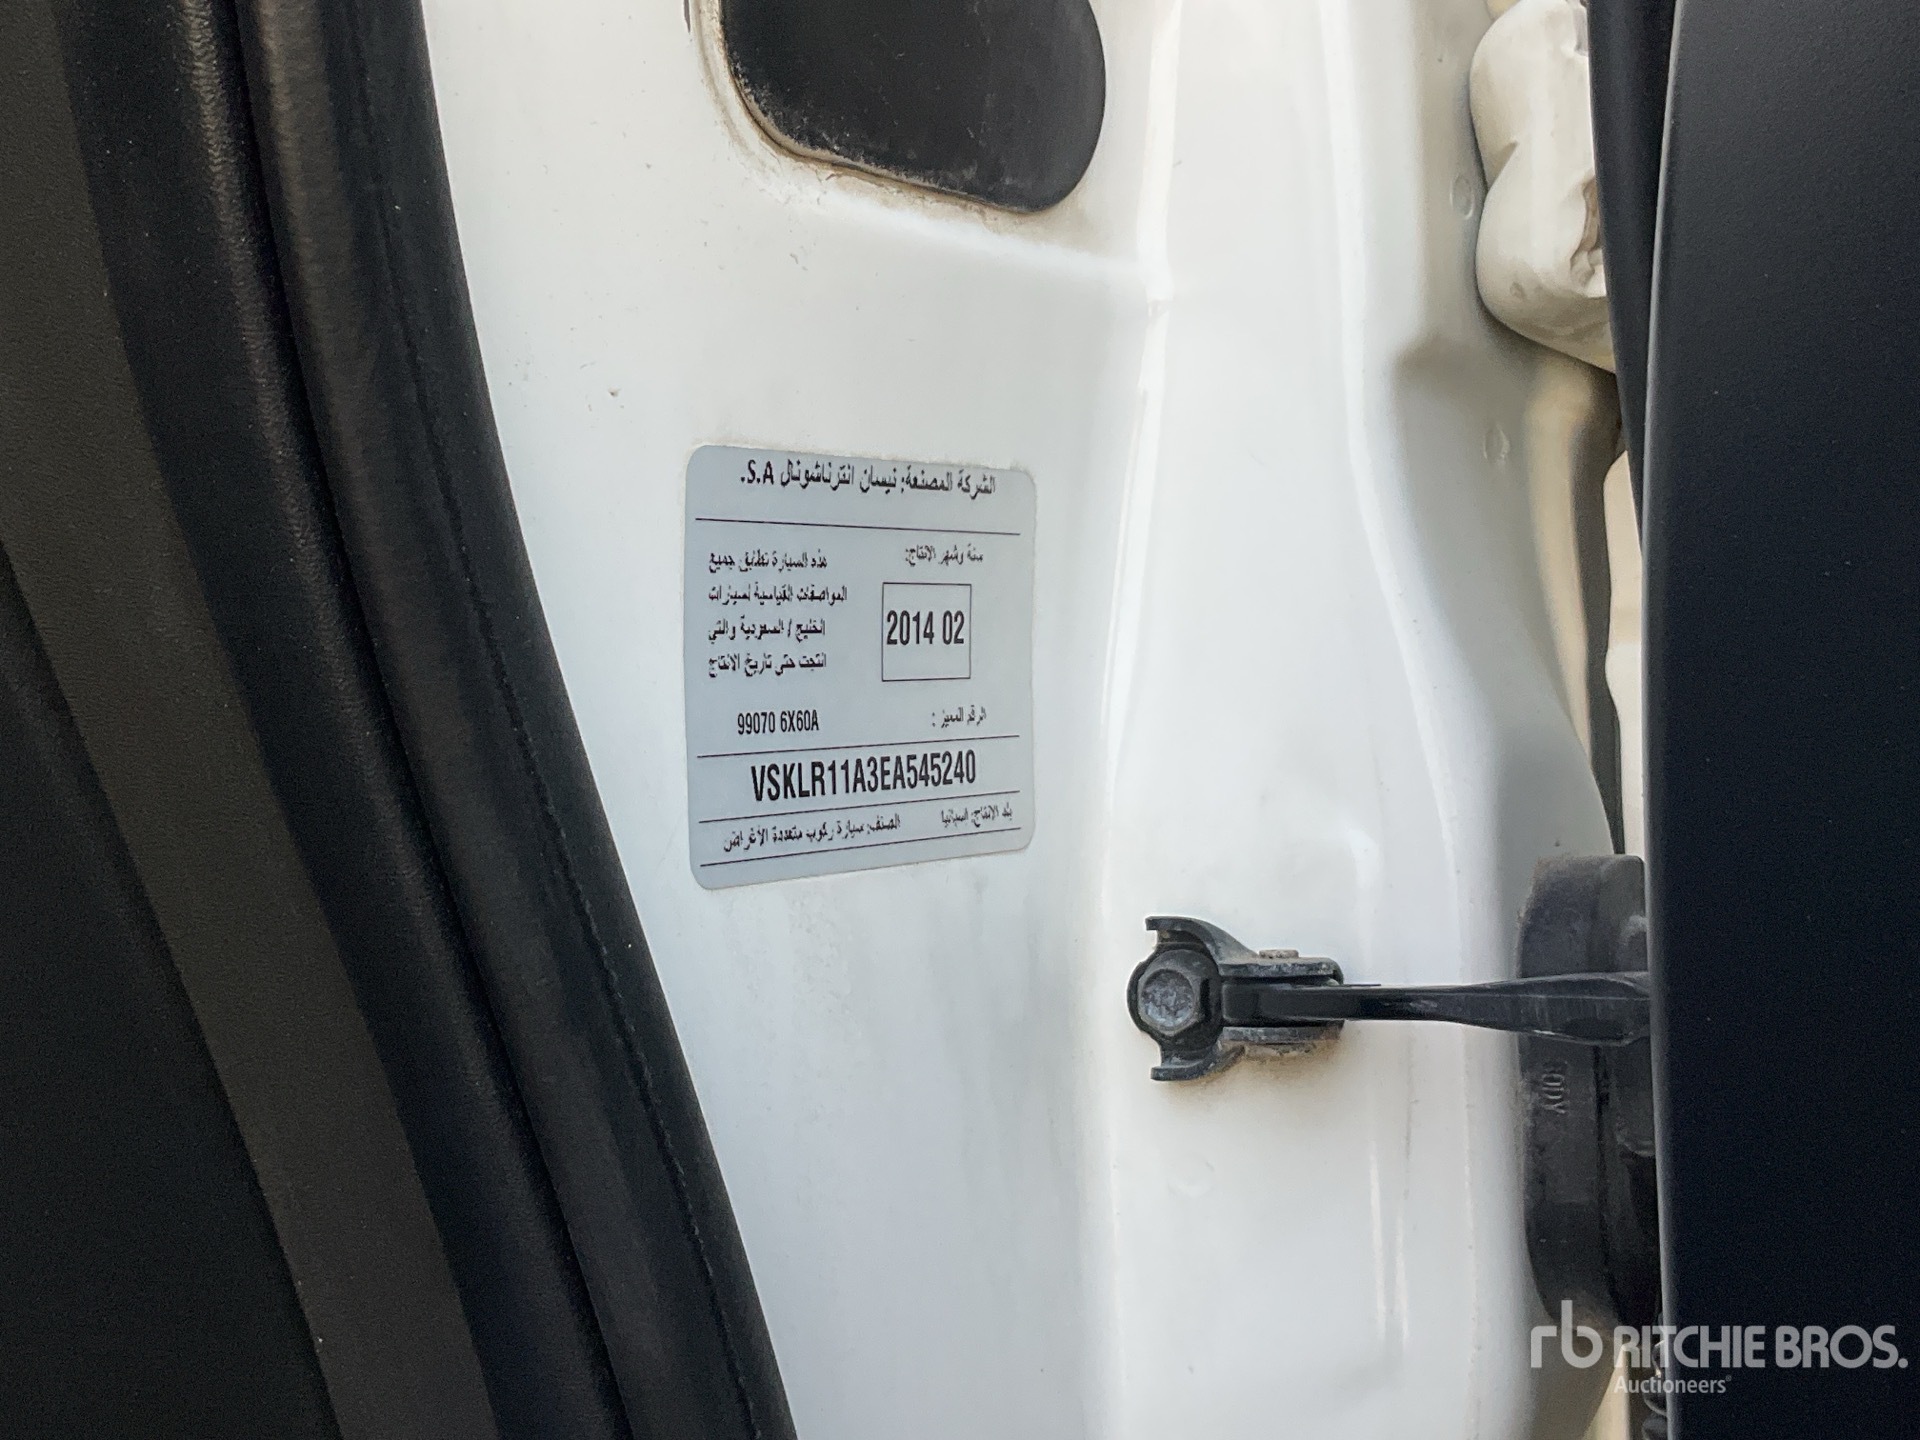 الشركة المصنعة: نيسان انترناشونال S.A.
سنة وشهر الانتاج:
2014 02
هذه السيارة تطابق جميع
المواصفات القياسية لسيارات
الخليج / السعودية والتي
انتجت حتى تاريخ الانتاج
الرقم المميز :
99070 6X60A
VSKLR11A3EA545240
بلد الانتاج: اسبانيا
الصنف: سيارة ركوب متعددة الأغراض
BODY
rb RITCHIE BROS.
Auctioneers®